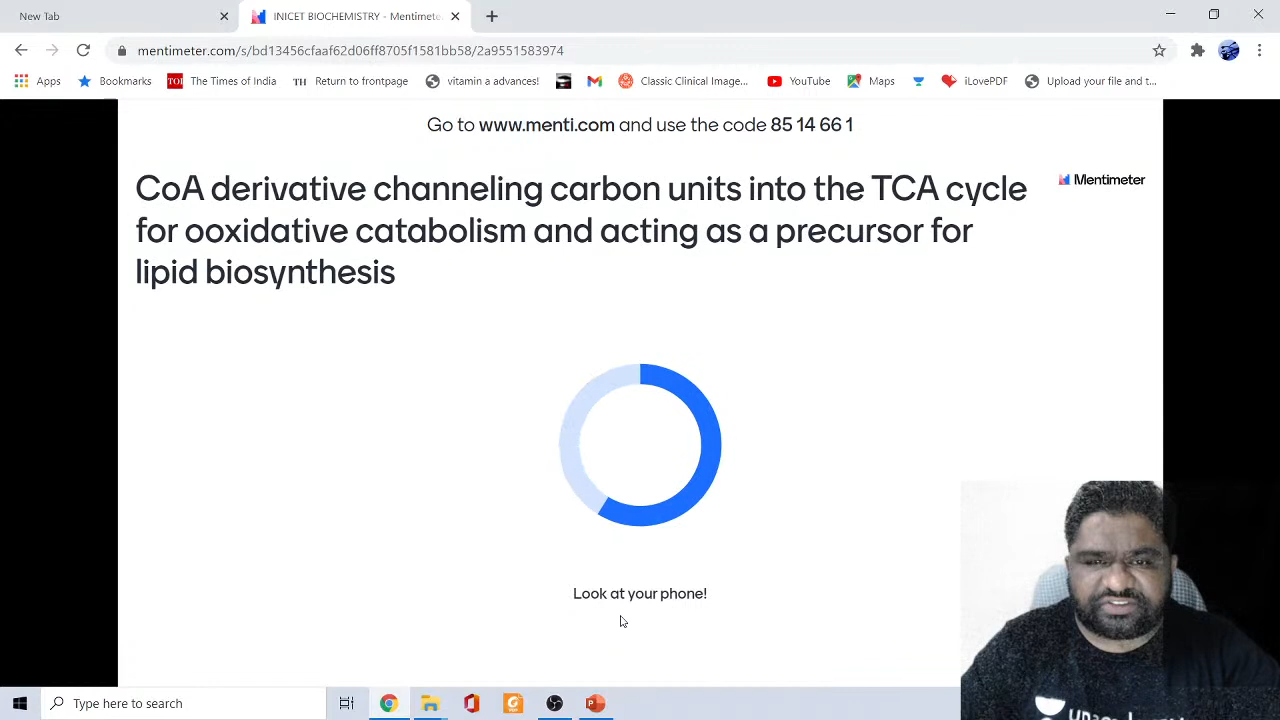 New Tab
INICET BIOCHEMISTRY - Mentimete
mentimeter.com/s/bd13456cfaaf62d06ff8705f1581bb58/2a9551583974
Apps Bookmarks TOI The Times of India TH Return to frontpage vitamin a advances! Classic Clinical Image... YouTube Maps iLovePDF Upload your file and t...
Go to www.menti.com and use the code 85 14 66 1
CoA derivative channeling carbon units into the TCA cycle
for ooxidative catabolism and acting as a precursor for
lipid biosynthesis
Mentimeter
Look at your phone!
Type here to search